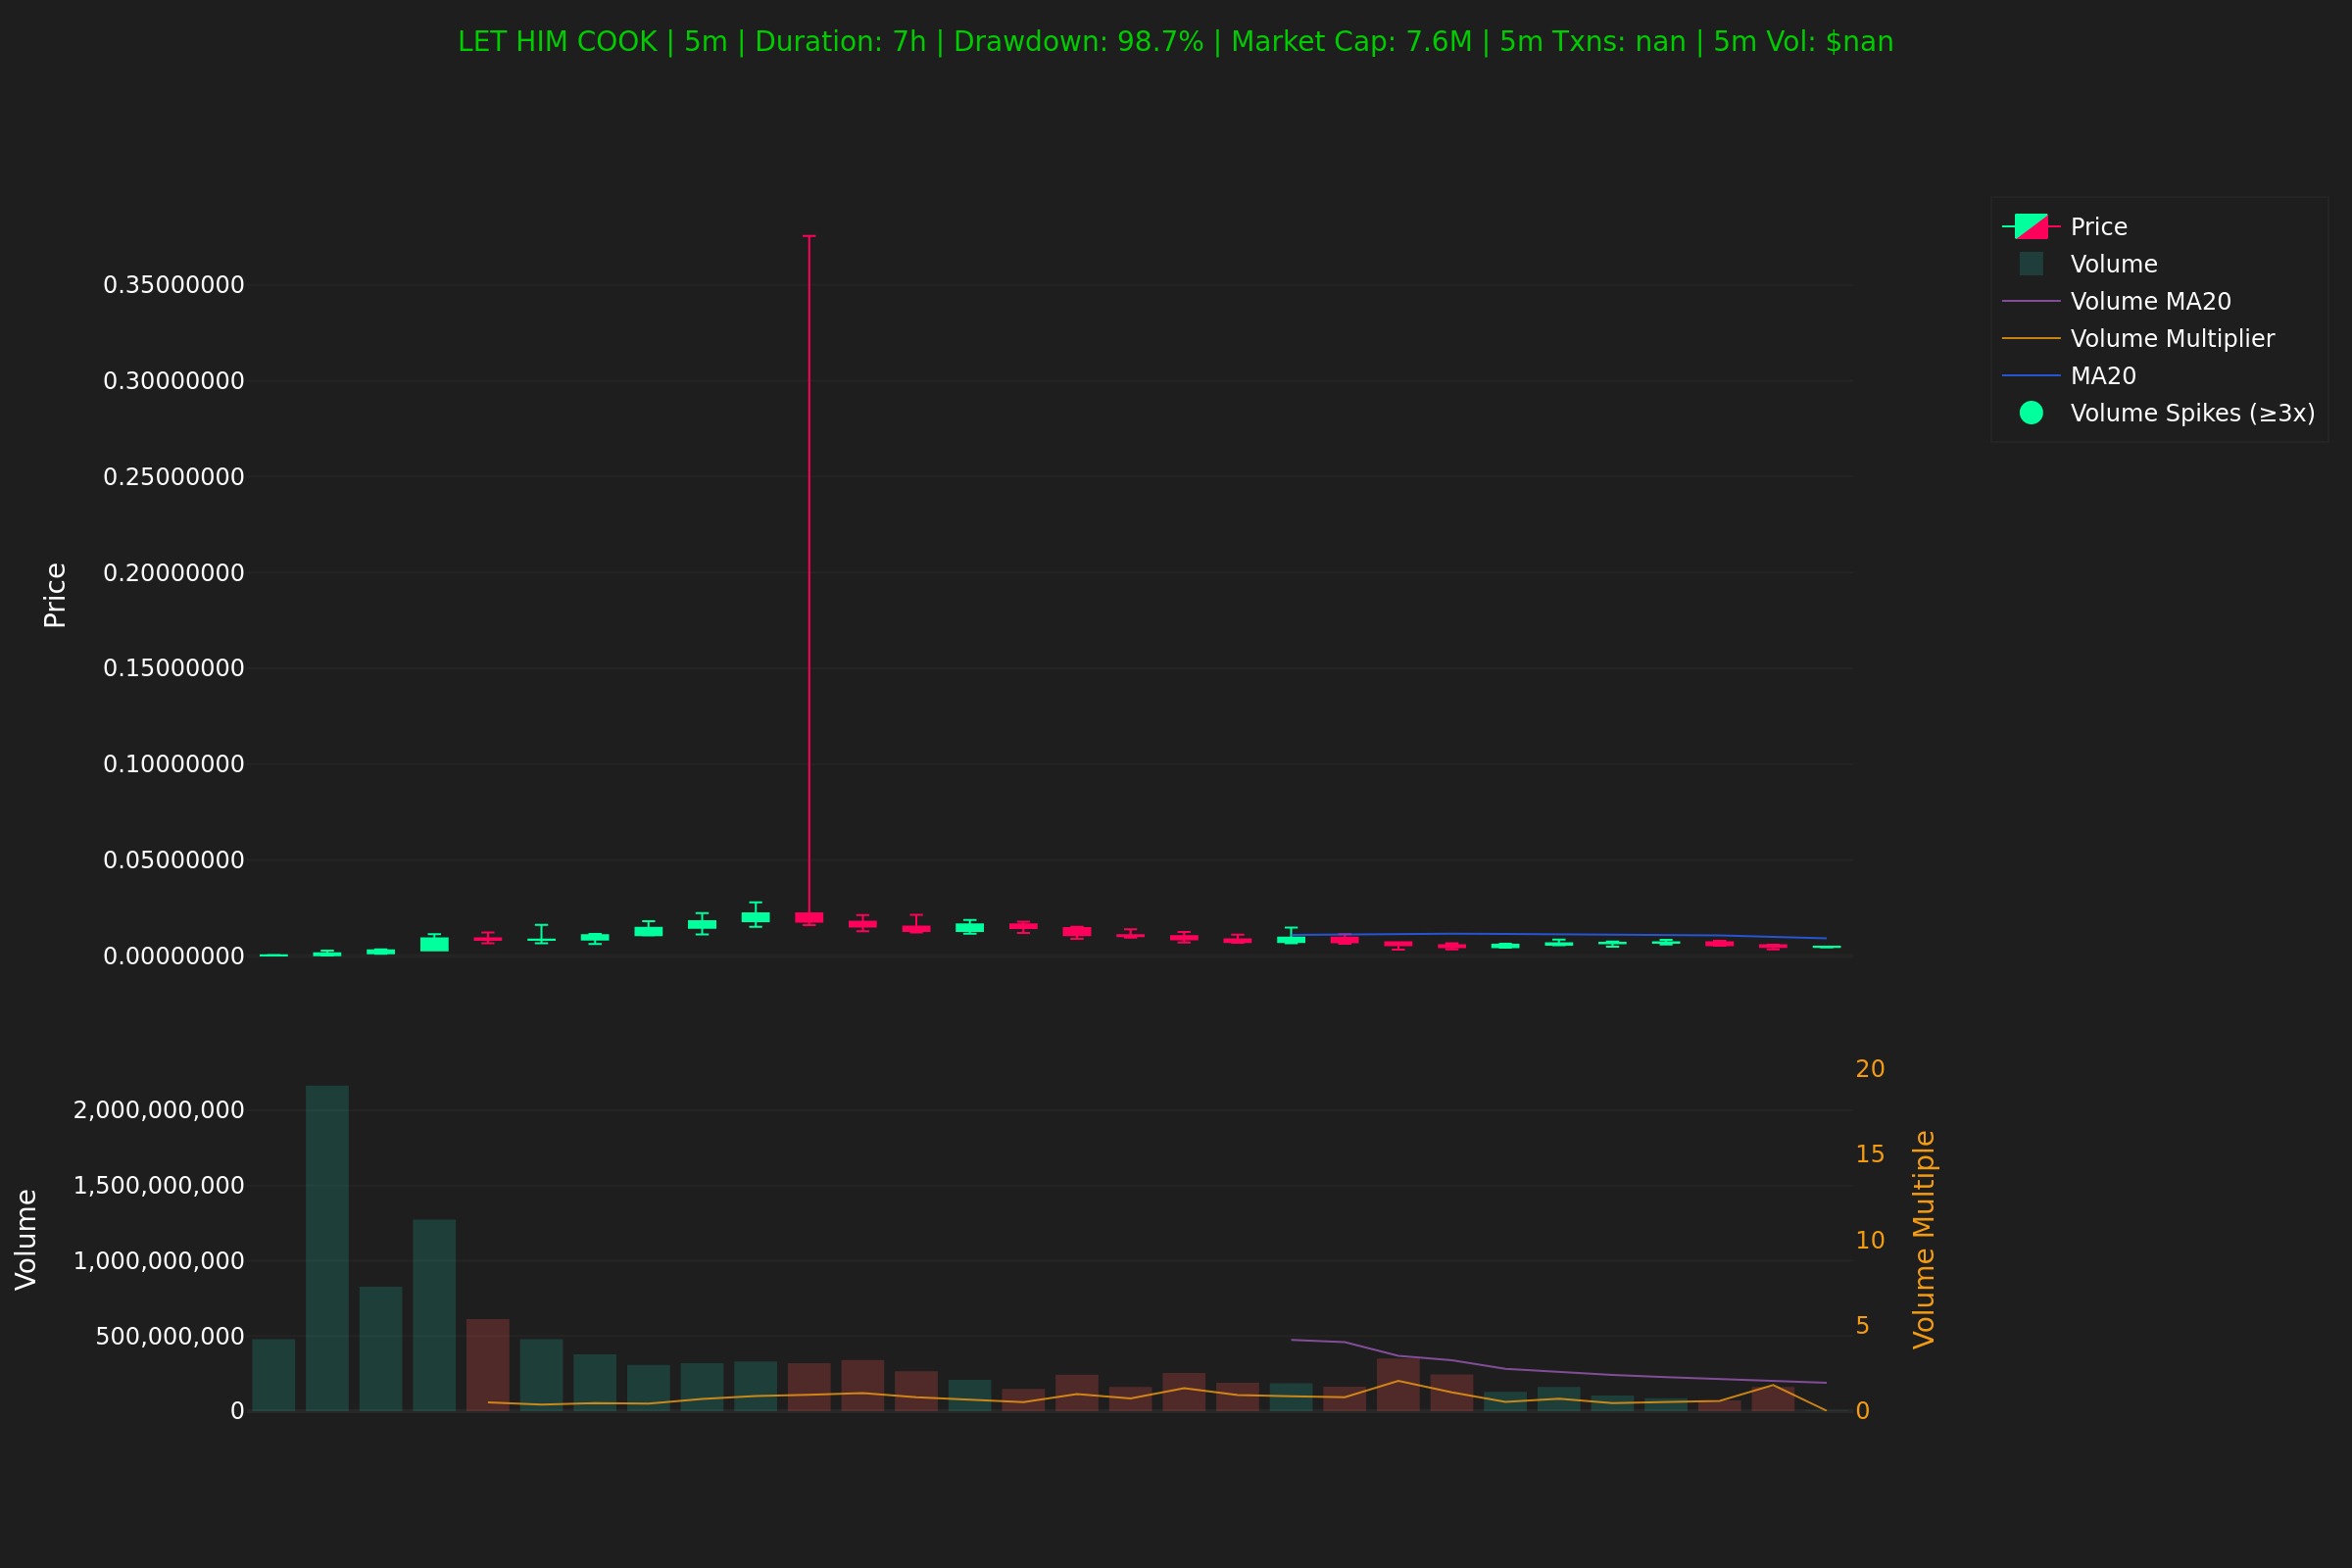 LET HIM COOK | 5m | Duration: 7h | Drawdown: 98.7% | Market Cap: 7.6M | 5m Txns: nan | 5m Vol: $nan
Price
Volume
Volume MA20
Volume Multiplier
MA20
Volume Spikes (≥3x)
Price
0.35000000
0.30000000
0.25000000
0.20000000
0.15000000
0.10000000
0.05000000
0.00000000
Volume
2,000,000,000
1,500,000,000
1,000,000,000
500,000,000
0
20
15
10
5
0
Volume Multiple